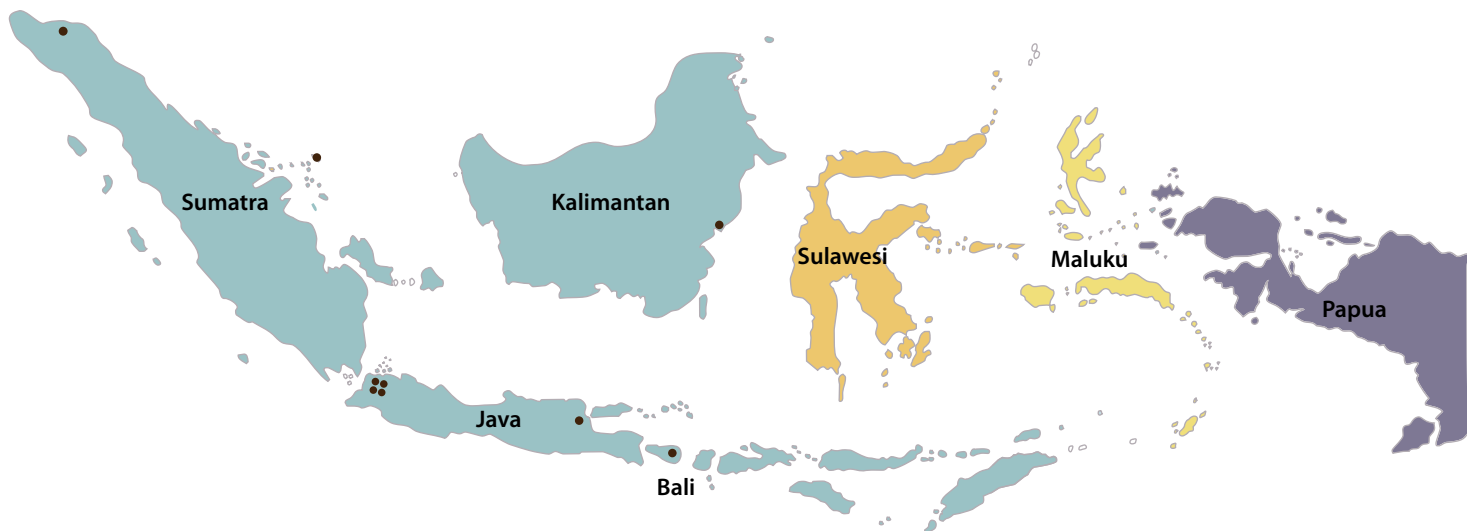 Sumatra
Kalimantan
Sulawesi
Maluku
Papua
Java
Bali